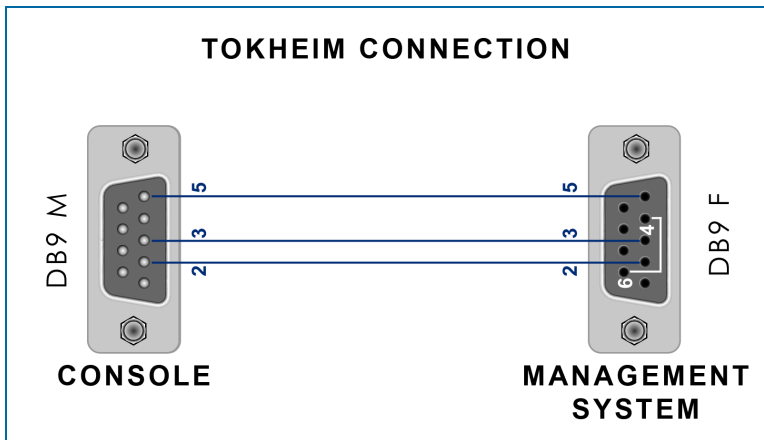 TOKHEIM CONNECTION
DB9 M
5
3
2
5
3
2
4
6
DB9 F
CONSOLE
MANAGEMENT
SYSTEM